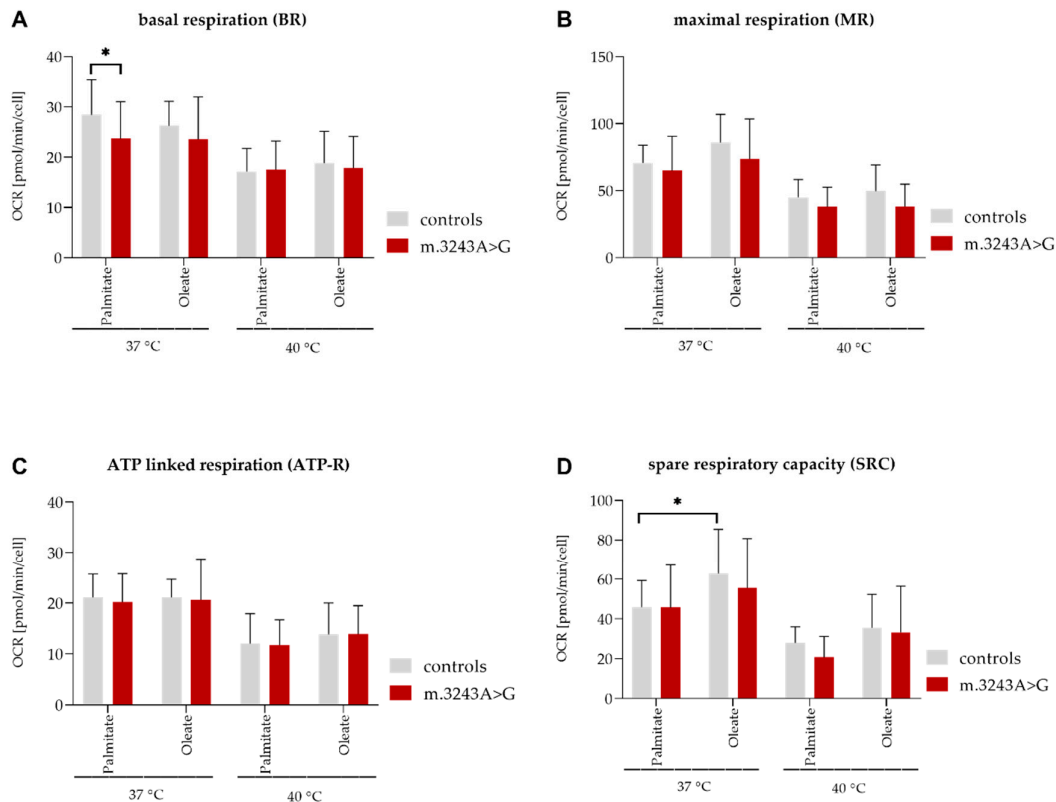 A
basal respiration (BR)
40
30
20
10
0
OCR [pmol/min/cell]
*
Palmitate
Oleate
Palmitate
Oleate
37 °C
40 °C
controls
m.3243A>G
B
maximal respiration (MR)
150
100
50
0
OCR [pmol/min/cell]
Palmitate
Oleate
Palmitate
Oleate
37 °C
40 °C
controls
m.3243A>G
C
ATP linked respiration (ATP-R)
40
30
20
10
0
OCR [pmol/min/cell]
Palmitate
Oleate
Palmitate
Oleate
37 °C
40 °C
controls
m.3243A>G
D
spare respiratory capacity (SRC)
100
80
60
40
20
0
OCR [pmol/min/cell]
*
Palmitate
Oleate
Palmitate
Oleate
37 °C
40 °C
controls
m.3243A>G